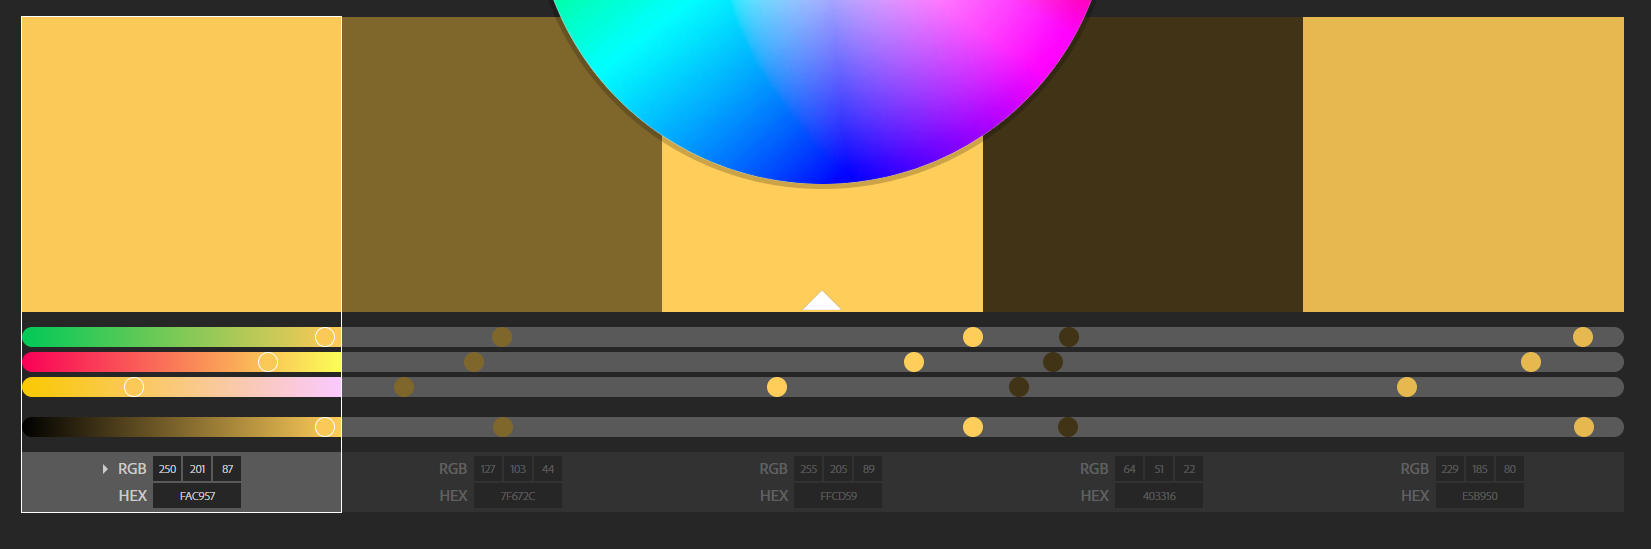 RGB 250 201 87
HEX FAC957
RGB 127 103 44
HEX 7F672C
RGB 255 205 89
HEX FFCD59
RGB 64 51 22
HEX 403316
RGB 229 185 80
HEX E5B950